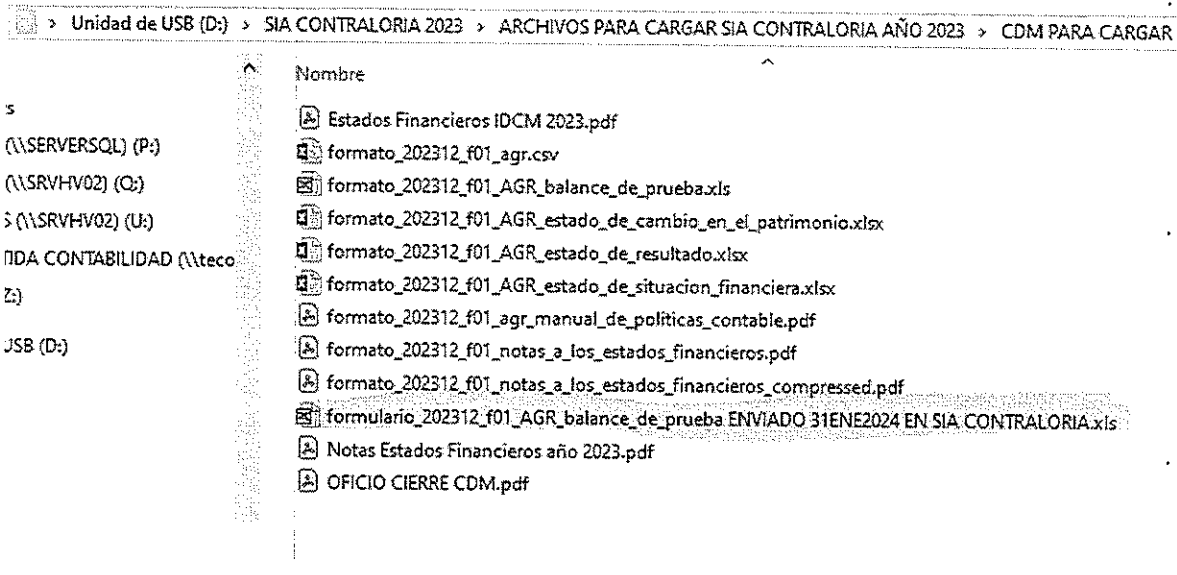 > Unidad de USB (D:) > SIA CONTRALORIA 2023 > ARCHIVOS PARA CARGAR SIA CONTRALORIA AÑO 2023 > CDM PARA CARGAR
Nombre
s
(\\SERVERSQL) (P:)
(\\SRVHV02) (Q:)
S (\\SRVHV02) (U:)
TIDA CONTABILIDAD (\\teco
Z:)
USB (D:)
Estados Financieros IDCM 2023.pdf
formato_202312_f01_agr.csv
formato_202312_f01_AGR_balance_de_prueba.xls
formato_202312_f01_AGR_estado_de_cambio_en_el_patrimonio.xlsx
formato_202312_f01_AGR_estado_de_resultado.xlsx
formato_202312_f01_AGR_estado_de_situacion_financiera.xlsx
formato_202312_f01_agr_manual_de_políticas_contable.pdf
formato_202312_f01_notas_a_los_estados_financieros.pdf
formato_202312_f01_notas_a_los_estados_financieros_compressed.pdf
formulario_202312_f01_AGR_balance_de_prueba ENVIADO 31ENE2024 EN SIA CONTRALORIA.xls
Notas Estados Financieros año 2023.pdf
OFICIO CIERRE CDM.pdf